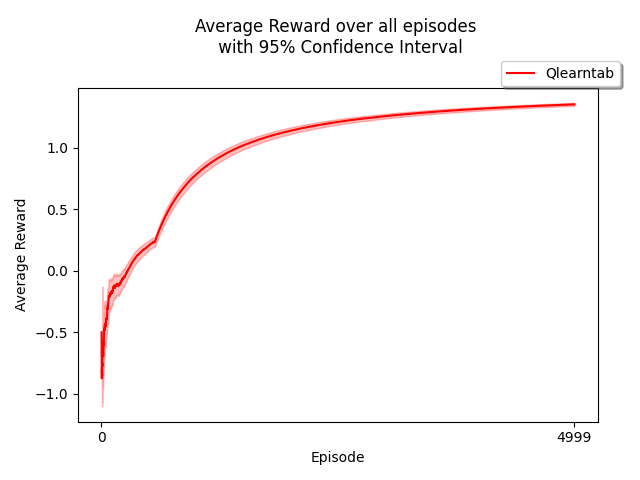 Average Reward over all episodes
with 95% Confidence Interval
Qlearntab
Average Reward
1.0
0.5
0.0
−0.5
−1.0
0
4999
Episode